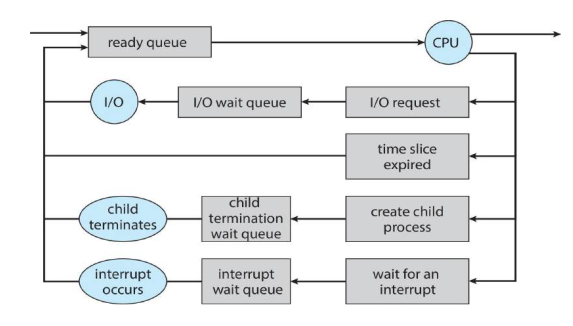 ready queue
CPU
I/O
I/O wait queue
I/O request
time slice
expired
child
terminates
child
termination
wait queue
create child
process
interrupt
occurs
interrupt
wait queue
wait for an
interrupt